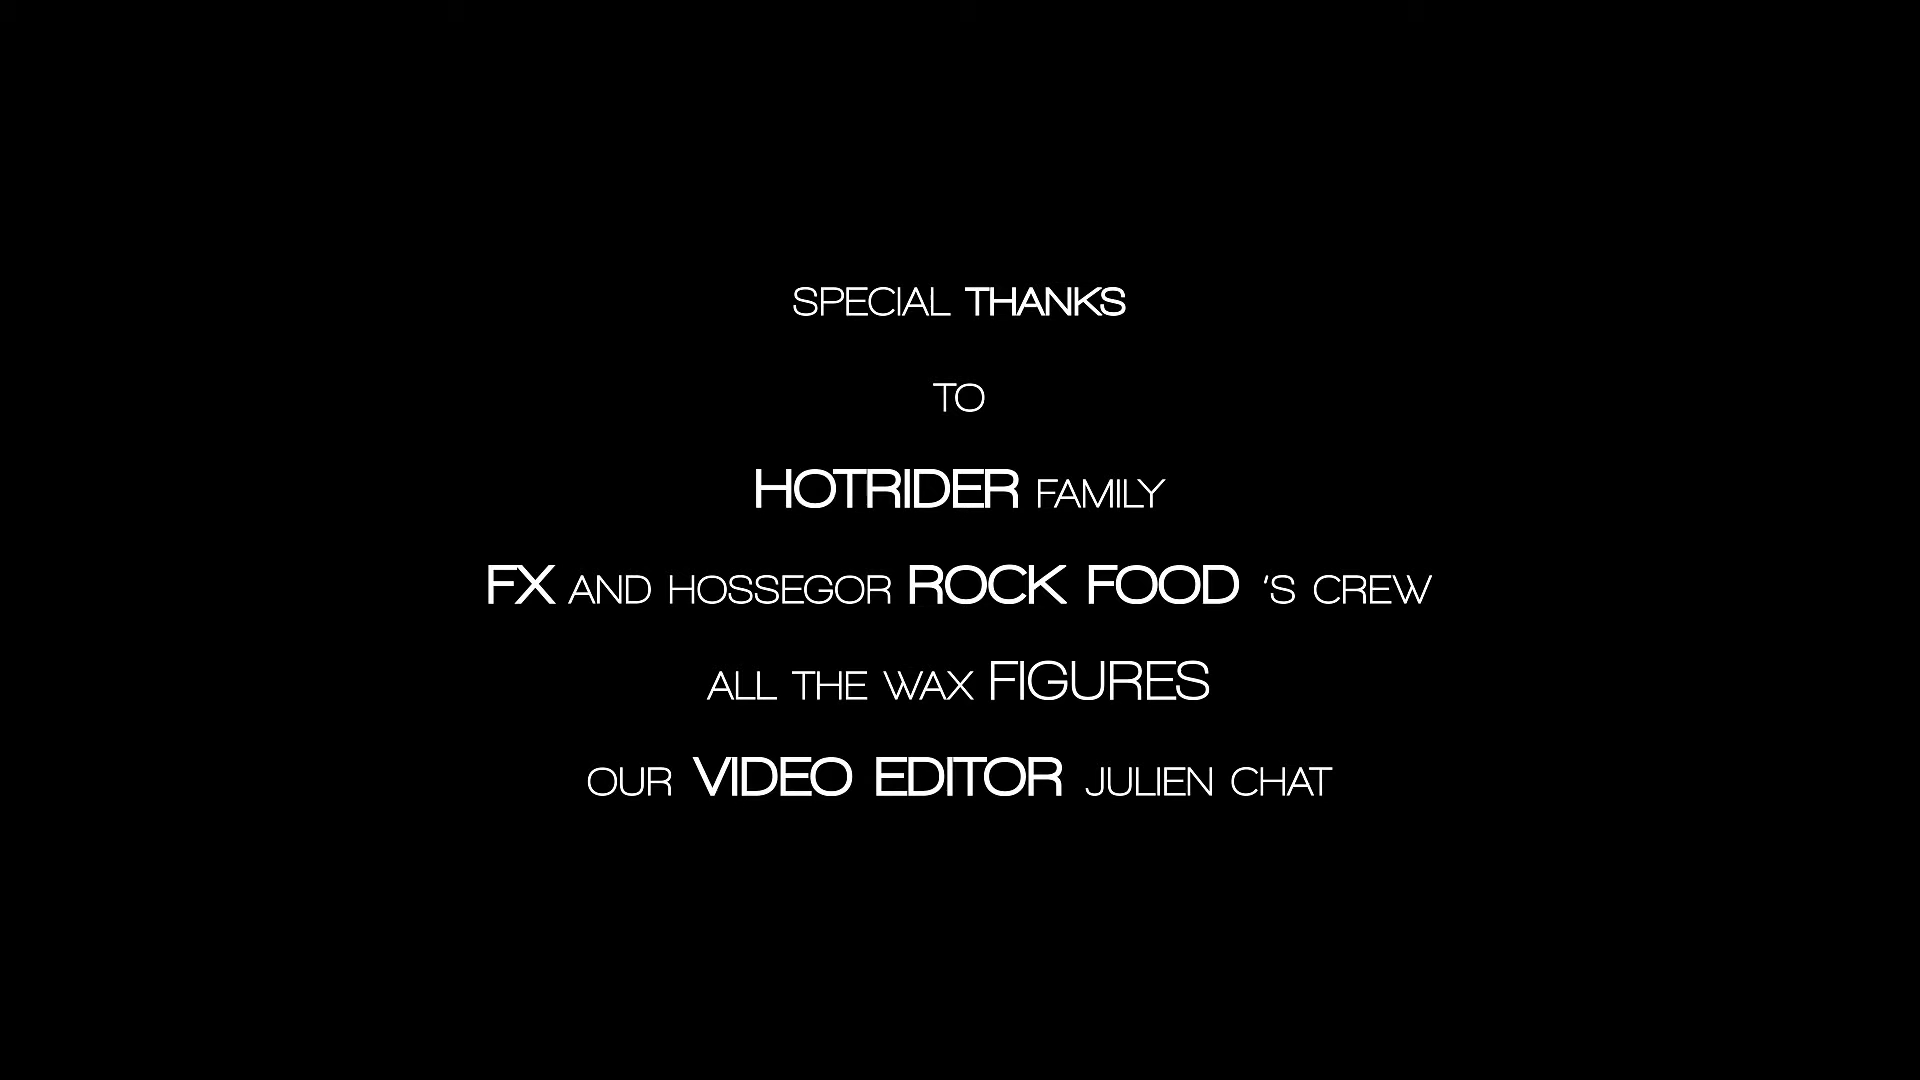 SPECIAL THANKS
TO
HOTRIDER FAMILY
FX AND HOSSEGOR ROCK FOOD 'S CREW
ALL THE WAX FIGURES
OUR VIDEO EDITOR JULIEN CHAT